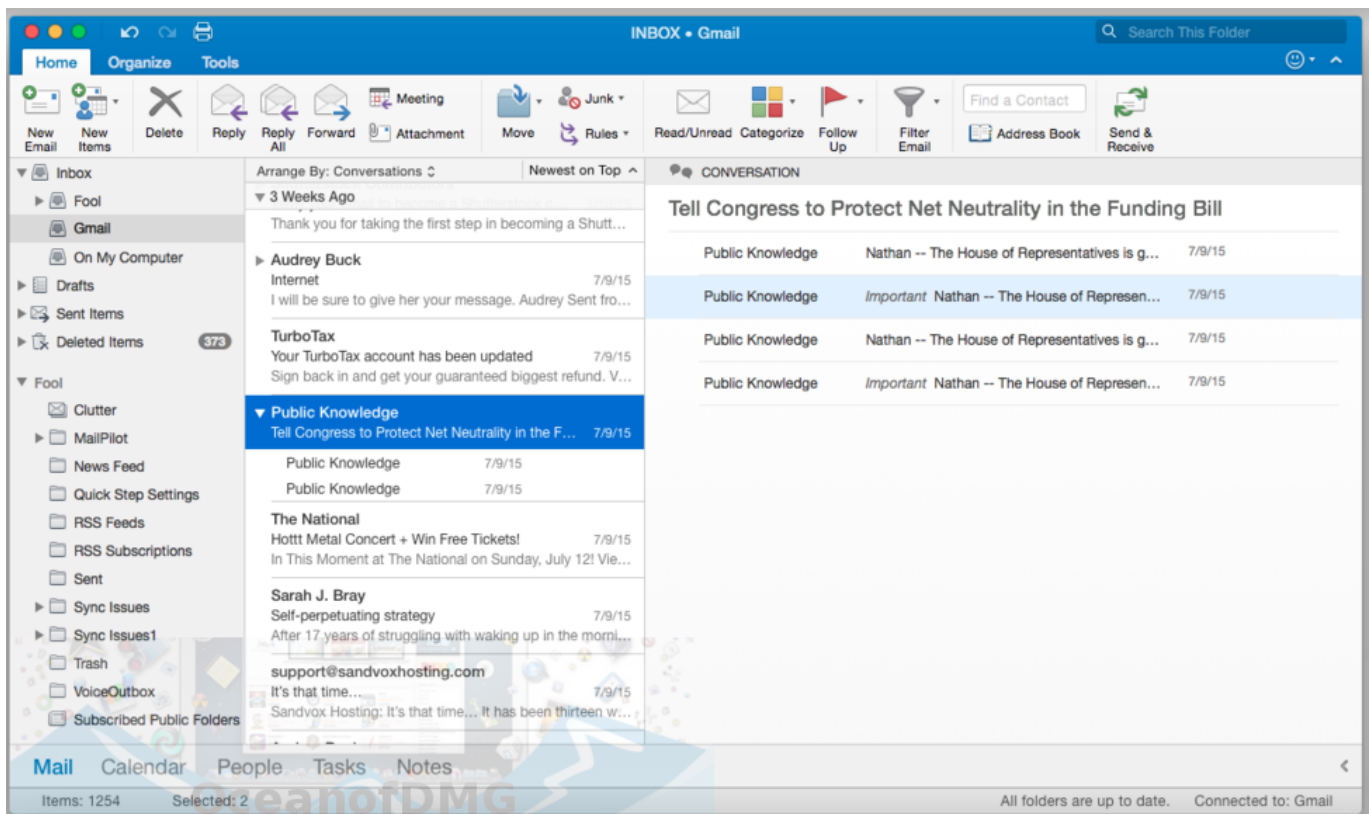 INBOX • Gmail
Search This Folder
Home Organize Tools
New Email
New Items
Delete
Reply
Reply All
Forward
Meeting
Attachment
Move
Junk
Rules
Read/Unread
Categorize
Follow Up
Filter Email
Find a Contact
Address Book
Send & Receive
Inbox
Fool
Gmail
On My Computer
Drafts
Sent Items
Deleted Items 373
Fool
Clutter
MailPilot
News Feed
Quick Step Settings
RSS Feeds
RSS Subscriptions
Sent
Sync Issues
Sync Issues1
Trash
VoiceOutbox
Subscribed Public Folders
Arrange By: Conversations Newest on Top
3 Weeks Ago
Thank you for taking the first step in becoming a Shutt...
Audrey Buck
Internet 7/9/15
I will be sure to give her your message. Audrey Sent fro...
TurboTax
Your TurboTax account has been updated 7/9/15
Sign back in and get your guaranteed biggest refund. V...
Public Knowledge
Tell Congress to Protect Net Neutrality in the F... 7/9/15
Public Knowledge 7/9/15
Public Knowledge 7/9/15
The National
Hottt Metal Concert + Win Free Tickets! 7/9/15
In This Moment at The National on Sunday, July 12! Vie...
Sarah J. Bray
Self-perpetuating strategy 7/9/15
After 17 years of struggling with waking up in the morni...
support@sandvoxhosting.com
It's that time... 7/9/15
Sandvox Hosting: It's that time... It has been thirteen w...
CONVERSATION
Tell Congress to Protect Net Neutrality in the Funding Bill
Public Knowledge Nathan -- The House of Representatives is g... 7/9/15
Public Knowledge Important Nathan -- The House of Represen... 7/9/15
Public Knowledge Nathan -- The House of Representatives is g... 7/9/15
Public Knowledge Important Nathan -- The House of Represen... 7/9/15
Mail Calendar People Tasks Notes
Items: 1254 Selected: 2 All folders are up to date. Connected to: Gmail
OceanofDMG